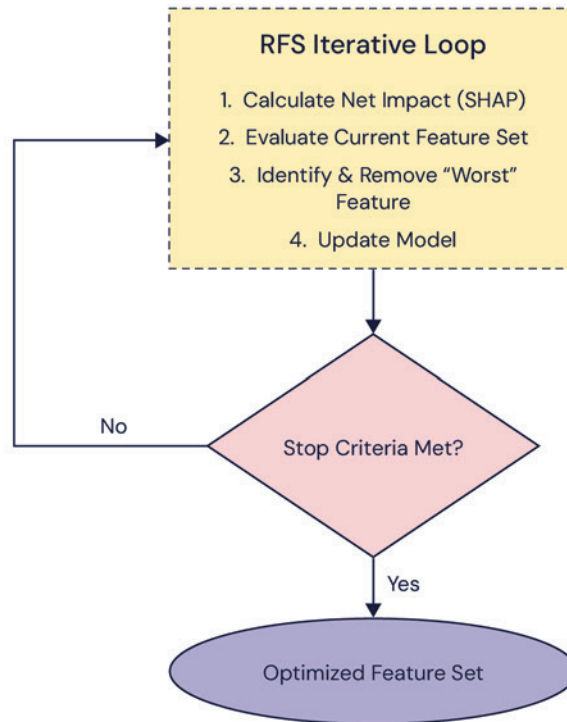 RFS Iterative Loop
1. Calculate Net Impact (SHAP)
2. Evaluate Current Feature Set
3. Identify & Remove “Worst”
Feature
4. Update Model
No
Stop Criteria Met?
Yes
Optimized Feature Set